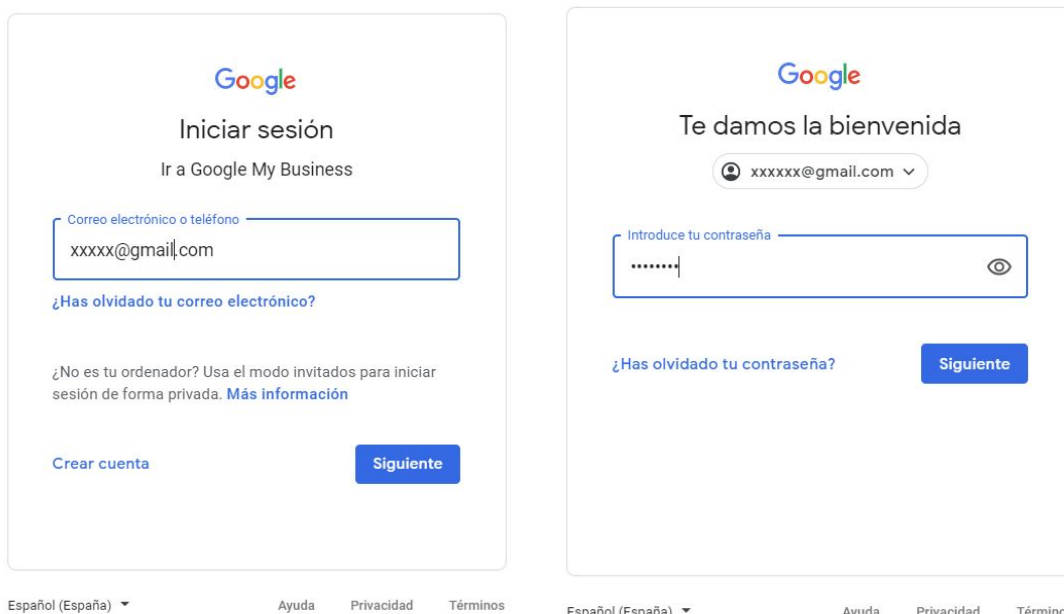 Google
Iniciar sesión
Ir a Google My Business
Correo electrónico o teléfono
xxxxx@gmail.com
¿Has olvidado tu correo electrónico?
¿No es tu ordenador? Usa el modo invitados para iniciar
sesión de forma privada. Más información
Crear cuenta Siguiente
Español (España) Ayuda Privacidad Términos
Google
Te damos la bienvenida
xxxxxx@gmail.com
Introduce tu contraseña
••••••••
¿Has olvidado tu contraseña? Siguiente
Español (España) Ayuda Privacidad Término